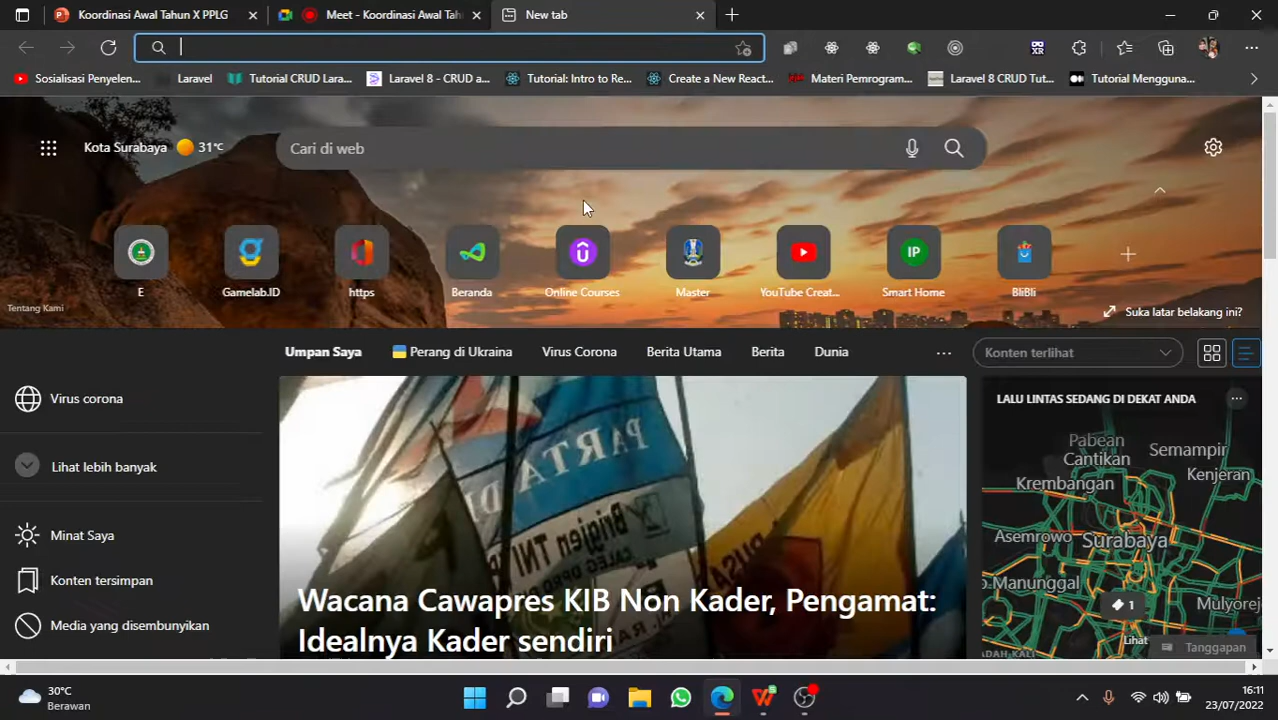 Koordinasi Awal Tahun X PPLG
Meet - Koordinasi Awal Tah
New tab
Sosialisasi Penyelen...
Laravel
Tutorial CRUD Lara...
Laravel 8 - CRUD a...
Tutorial: Intro to Re...
Create a New React...
Materi Pemrogram...
Laravel 8 CRUD Tut...
Tutorial Mengguna...
Kota Surabaya
31°C
Cari di web
E
Gamelab.ID
https
Beranda
Online Courses
Master
YouTube Creat...
IP
Smart Home
BliBli
Tentang Kami
Suka latar belakang ini?
Umpan Saya
Perang di Ukraina
Virus Corona
Berita Utama
Berita
Dunia
Konten terlihat
Virus corona
Lihat lebih banyak
Minat Saya
Konten tersimpan
Media yang disembunyikan
Wacana Cawapres KIB Non Kader, Pengamat:
Idealnya Kader sendiri
LALU LINTAS SEDANG DI DEKAT ANDA
Pabean
Cantikan
Semampir
Krembangan
Kenjeran
Asemrowo
Surabaya
Manunggal
1
Mulyorej
Lihat
Tanggapan
30°C
Berawan
16:11
23/07/2022